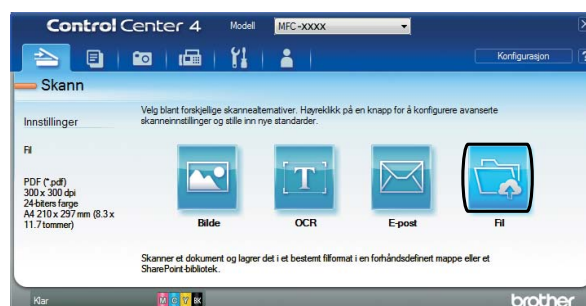 Control Center 4 Modell MFC-XXXX
Konfigurasjon ?
Skann
Innstillinger
Fil
PDF (*.pdf)
300 x 300 dpi
24-biters farge
A4 210 x 297 mm (8.3 x
11.7 tommer)
Velg blant forskjellige skannealternativer. Høyreklikk på en knapp for å konfigurere avanserte
skanneinnstillinger og stille inn nye standarder.
T
Bilde OCR E-post Fil
Skanner et dokument og lagrer det i et bestemt filformat i en forhåndsdefinert mappe eller et
SharePoint-bibliotek.
Klar M C Y BK brother